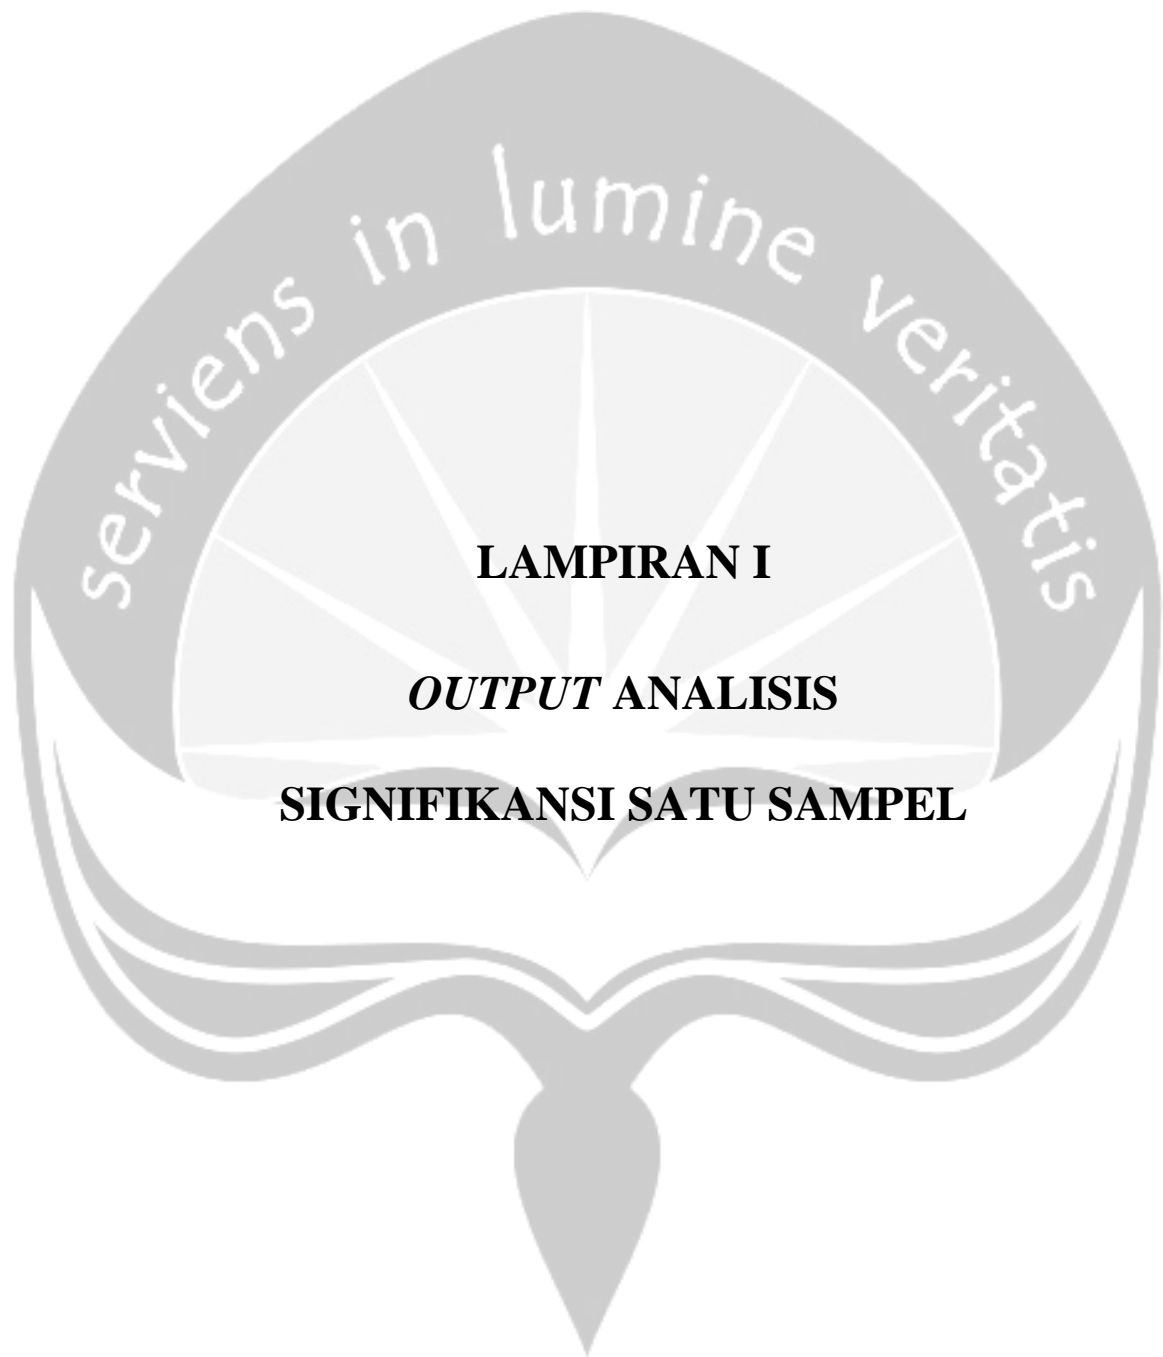 serviens in lumine veritatis
LAMPIRAN I
OUTPUT ANALISIS
SIGNIFIKANSI SATU SAMPEL